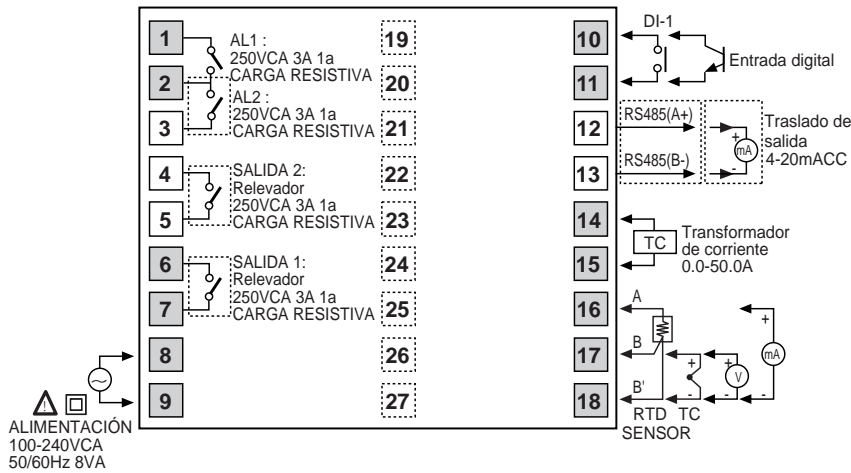 1
AL1 :
250VCA 3A 1a
CARGA RESISTIVA
2
AL2 :
250VCA 3A 1a
CARGA RESISTIVA
3
4
SALIDA 2:
Relevador
250VCA 3A 1a
CARGA RESISTIVA
5
6
SALIDA 1:
Relevador
250VCA 3A 1a
CARGA RESISTIVA
7
8
9
ALIMENTACIÓN
100-240VCA
50/60Hz 8VA
19
20
21
22
23
24
25
26
27
10
DI-1
Entrada digital
11
12
RS485(A+)
13
RS485(B-)
+
mA
-
Traslado de
salida
4-20mACC
14
TC
15
Transformador
de corriente
0.0-50.0A
16
A
17
B
18
B'
RTD
SENSOR
+
-
TC
+
V
-
+
mA
-